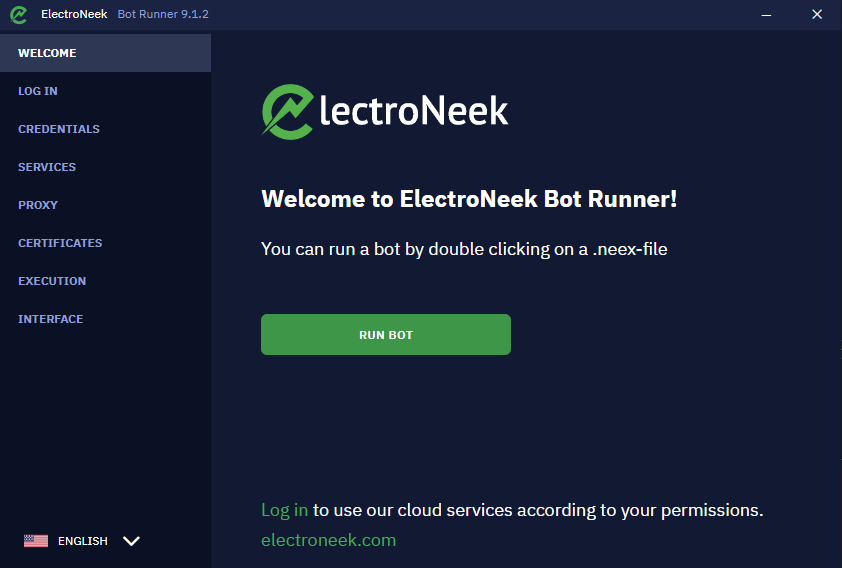 ElectroNeek Bot Runner 9.1.2
WELCOME
LOG IN
CREDENTIALS
SERVICES
PROXY
CERTIFICATES
EXECUTION
INTERFACE
ENGLISH
lectroNeek
Welcome to ElectroNeek Bot Runner!
You can run a bot by double clicking on a .neex-file
RUN BOT
Log in to use our cloud services according to your permissions.
electroneek.com